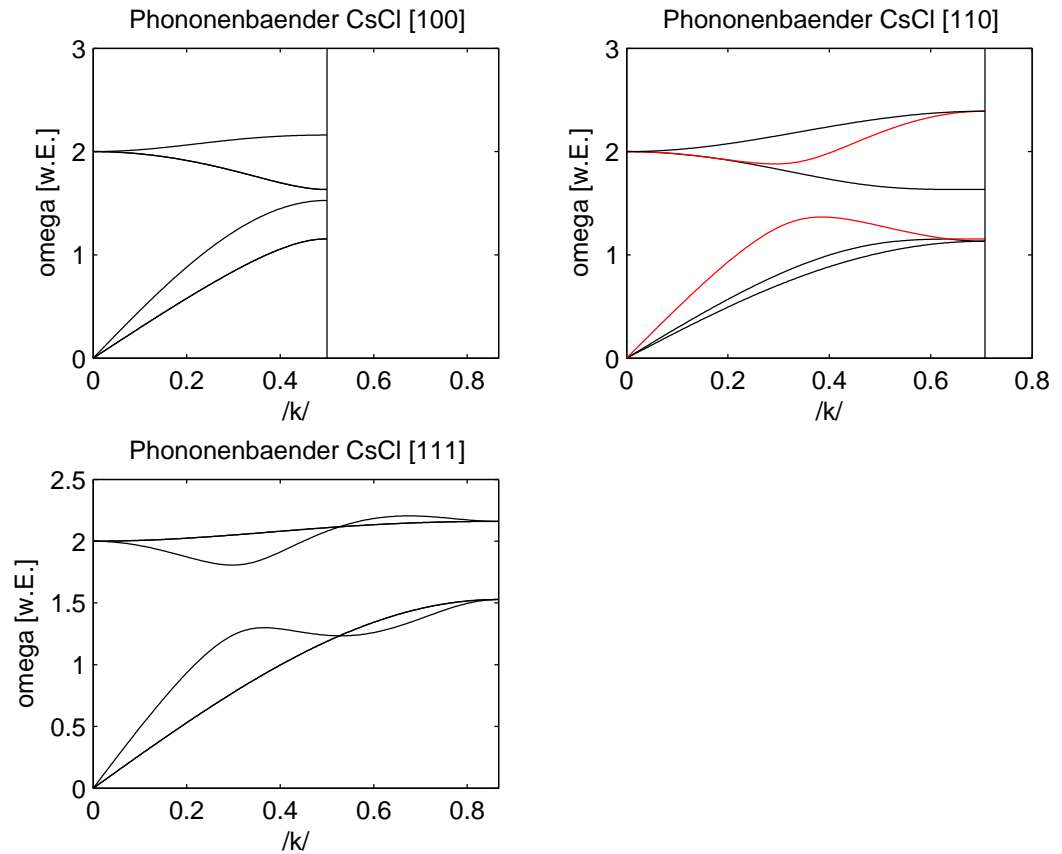 Phononenbaender CsCl [100]
3
2
1
0
omega [w.E.]
0 0.2 0.4 0.6 0.8
/k/
Phononenbaender CsCl [110]
3
2
1
0
omega [w.E.]
0 0.2 0.4 0.6 0.8
/k/
Phononenbaender CsCl [111]
2.5
2
1.5
1
0.5
0
omega [w.E.]
0 0.2 0.4 0.6 0.8
/k/